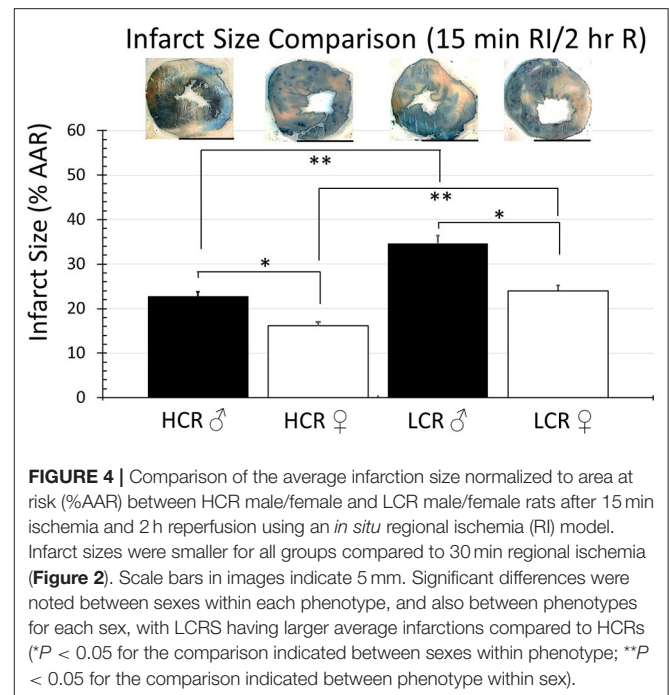 Infarct Size Comparison (15 min RI/2 hr R)
Infarct Size (% AAR)
60
50
40
30
20
10
0
**
**
*
*
HCR ♂ HCR ♀ LCR ♂ LCR ♀
FIGURE 4 | Comparison of the average infarction size normalized to area at
risk (%AAR) between HCR male/female and LCR male/female rats after 15 min
ischemia and 2 h reperfusion using an in situ regional ischemia (RI) model.
Infarct sizes were smaller for all groups compared to 30 min regional ischemia
(Figure 2). Scale bars in images indicate 5 mm. Significant differences were
noted between sexes within each phenotype, and also between phenotypes
for each sex, with LCRS having larger average infarctions compared to HCRs
(*P < 0.05 for the comparison indicated between sexes within phenotype; **P
< 0.05 for the comparison indicated between phenotype within sex).